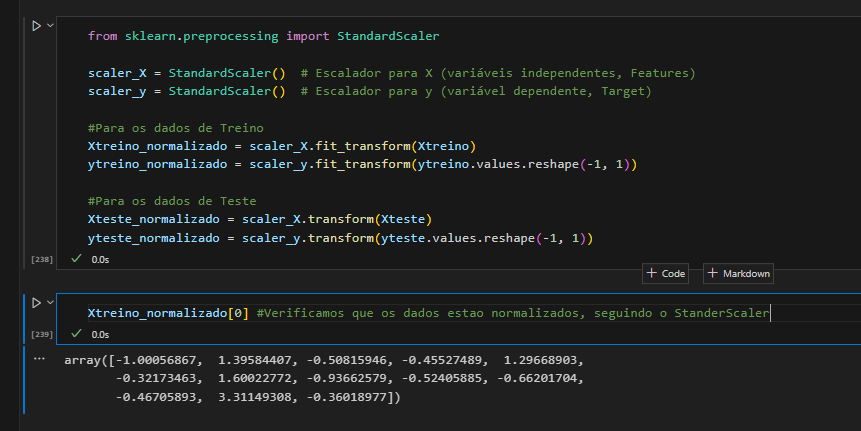 from sklearn.preprocessing import StandardScaler
scaler_X = StandardScaler()  # Escalador para X (variáveis independentes, Features)
scaler_y = StandardScaler()  # Escalador para y (variável dependente, Target)
#Para os dados de Treino
Xtreino_normalizado = scaler_X.fit_transform(Xtreino)
ytreino_normalizado = scaler_y.fit_transform(ytreino.values.reshape(-1, 1))
#Para os dados de Teste
Xteste_normalizado = scaler_X.transform(Xteste)
yteste_normalizado = scaler_y.transform(yteste.values.reshape(-1, 1))
[238] 0.0s
+ Code + Markdown
Xtreino_normalizado[0] #Verificamos que os dados estao normalizados, seguindo o StanderScaler
[239] 0.0s
... array([-1.00056867,  1.39584407, -0.50815946, -0.45527489,  1.29668903,
-0.32173463,  1.60022772, -0.93662579, -0.52405885, -0.66201704,
-0.46705893,  3.31149308, -0.36018977])